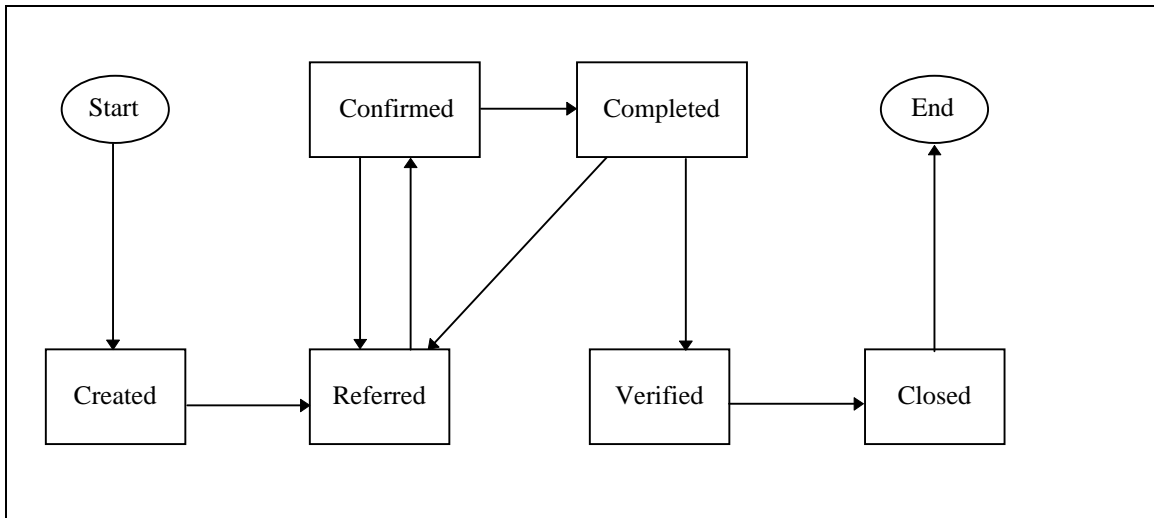 Start
Confirmed
Completed
End
Created
Referred
Verified
Closed